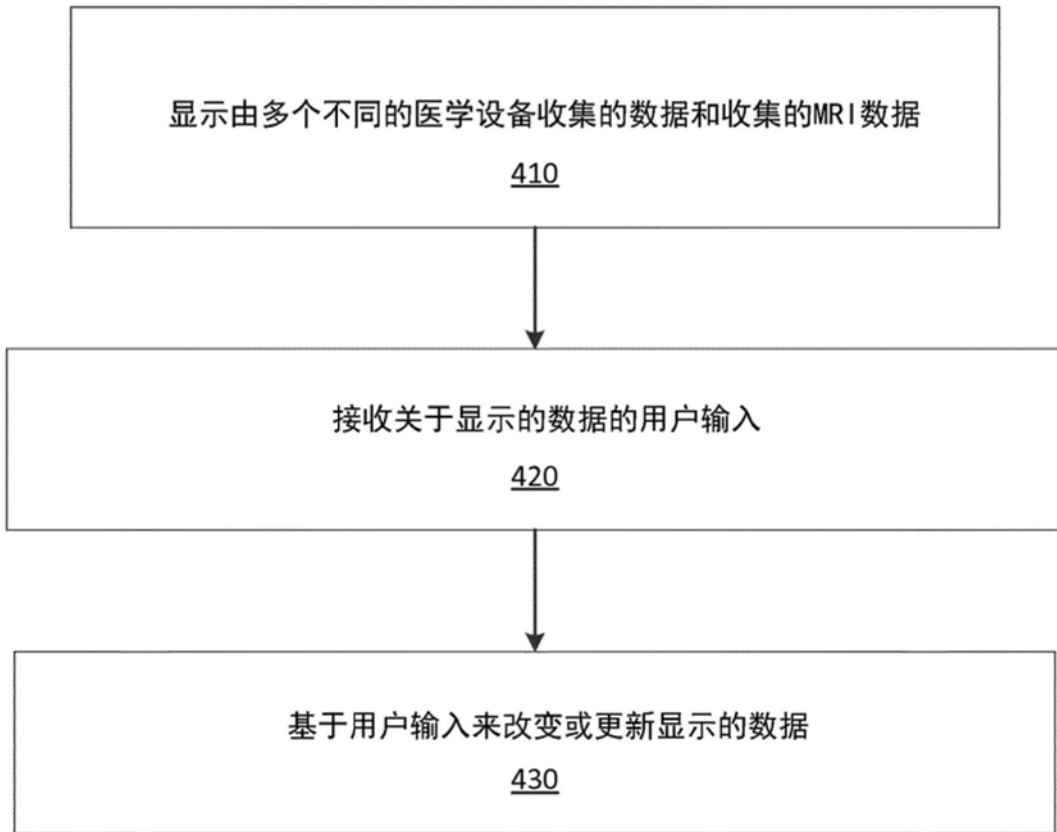 显示由多个不同的医学设备收集的数据和收集的MRI数据
410
接收关于显示的数据的用户输入
420
基于用户输入来改变或更新显示的数据
430